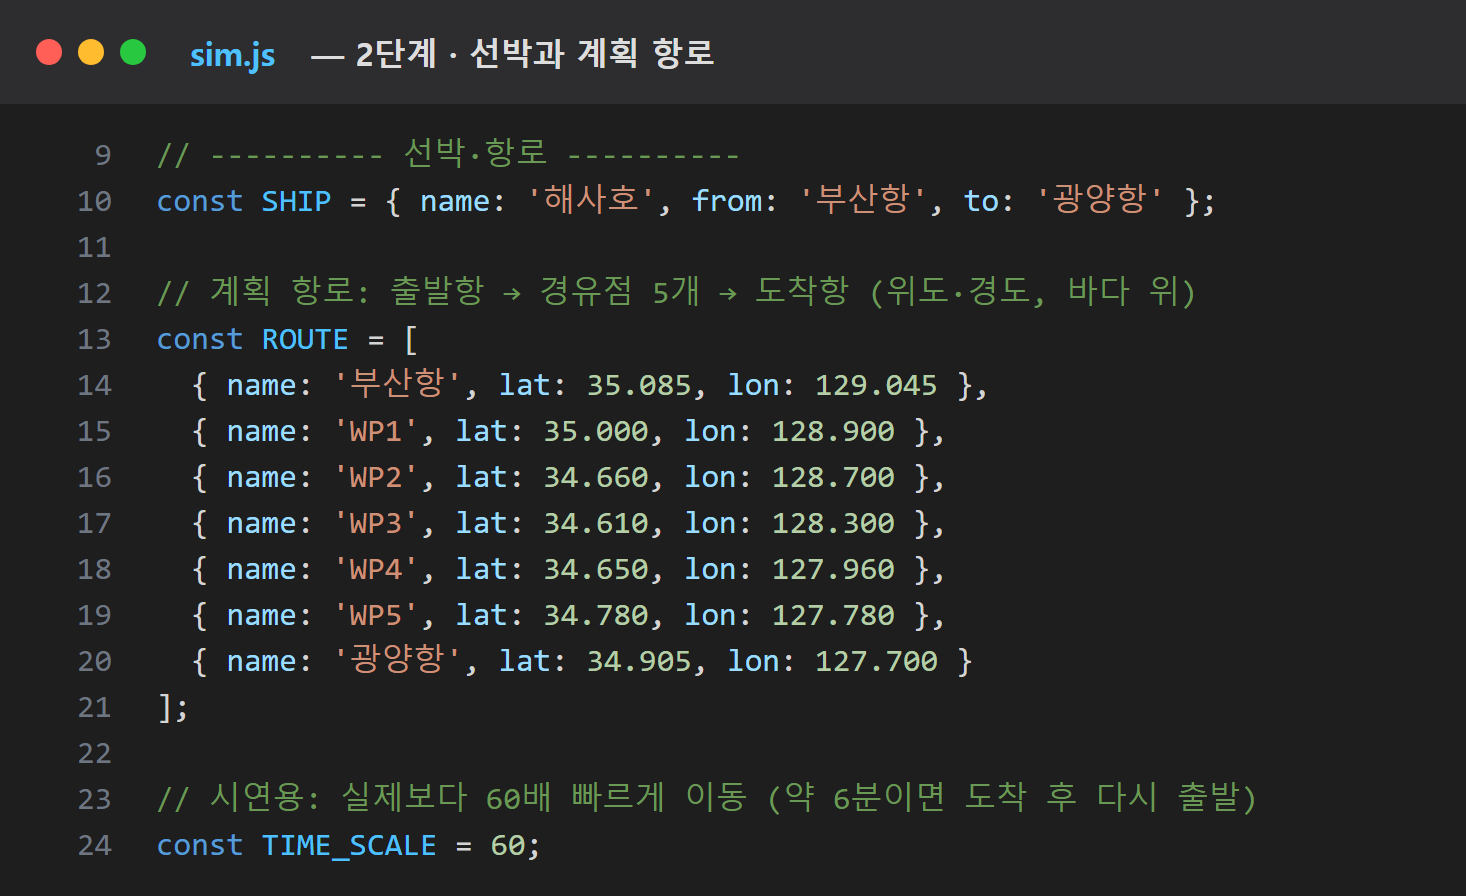 sim.js — 2단계 · 선박과 계획 항로
9 // ---------- 선박·항로 ----------
10 const SHIP = { name: '해사호', from: '부산항', to: '광양항' };
11
12 // 계획 항로: 출발항 → 경유점 5개 → 도착항 (위도·경도, 바다 위)
13 const ROUTE = [
14 { name: '부산항', lat: 35.085, lon: 129.045 },
15 { name: 'WP1', lat: 35.000, lon: 128.900 },
16 { name: 'WP2', lat: 34.660, lon: 128.700 },
17 { name: 'WP3', lat: 34.610, lon: 128.300 },
18 { name: 'WP4', lat: 34.650, lon: 127.960 },
19 { name: 'WP5', lat: 34.780, lon: 127.780 },
20 { name: '광양항', lat: 34.905, lon: 127.700 }
21 ];
22
23 // 시연용: 실제보다 60배 빠르게 이동 (약 6분이면 도착 후 다시 출발)
24 const TIME_SCALE = 60;